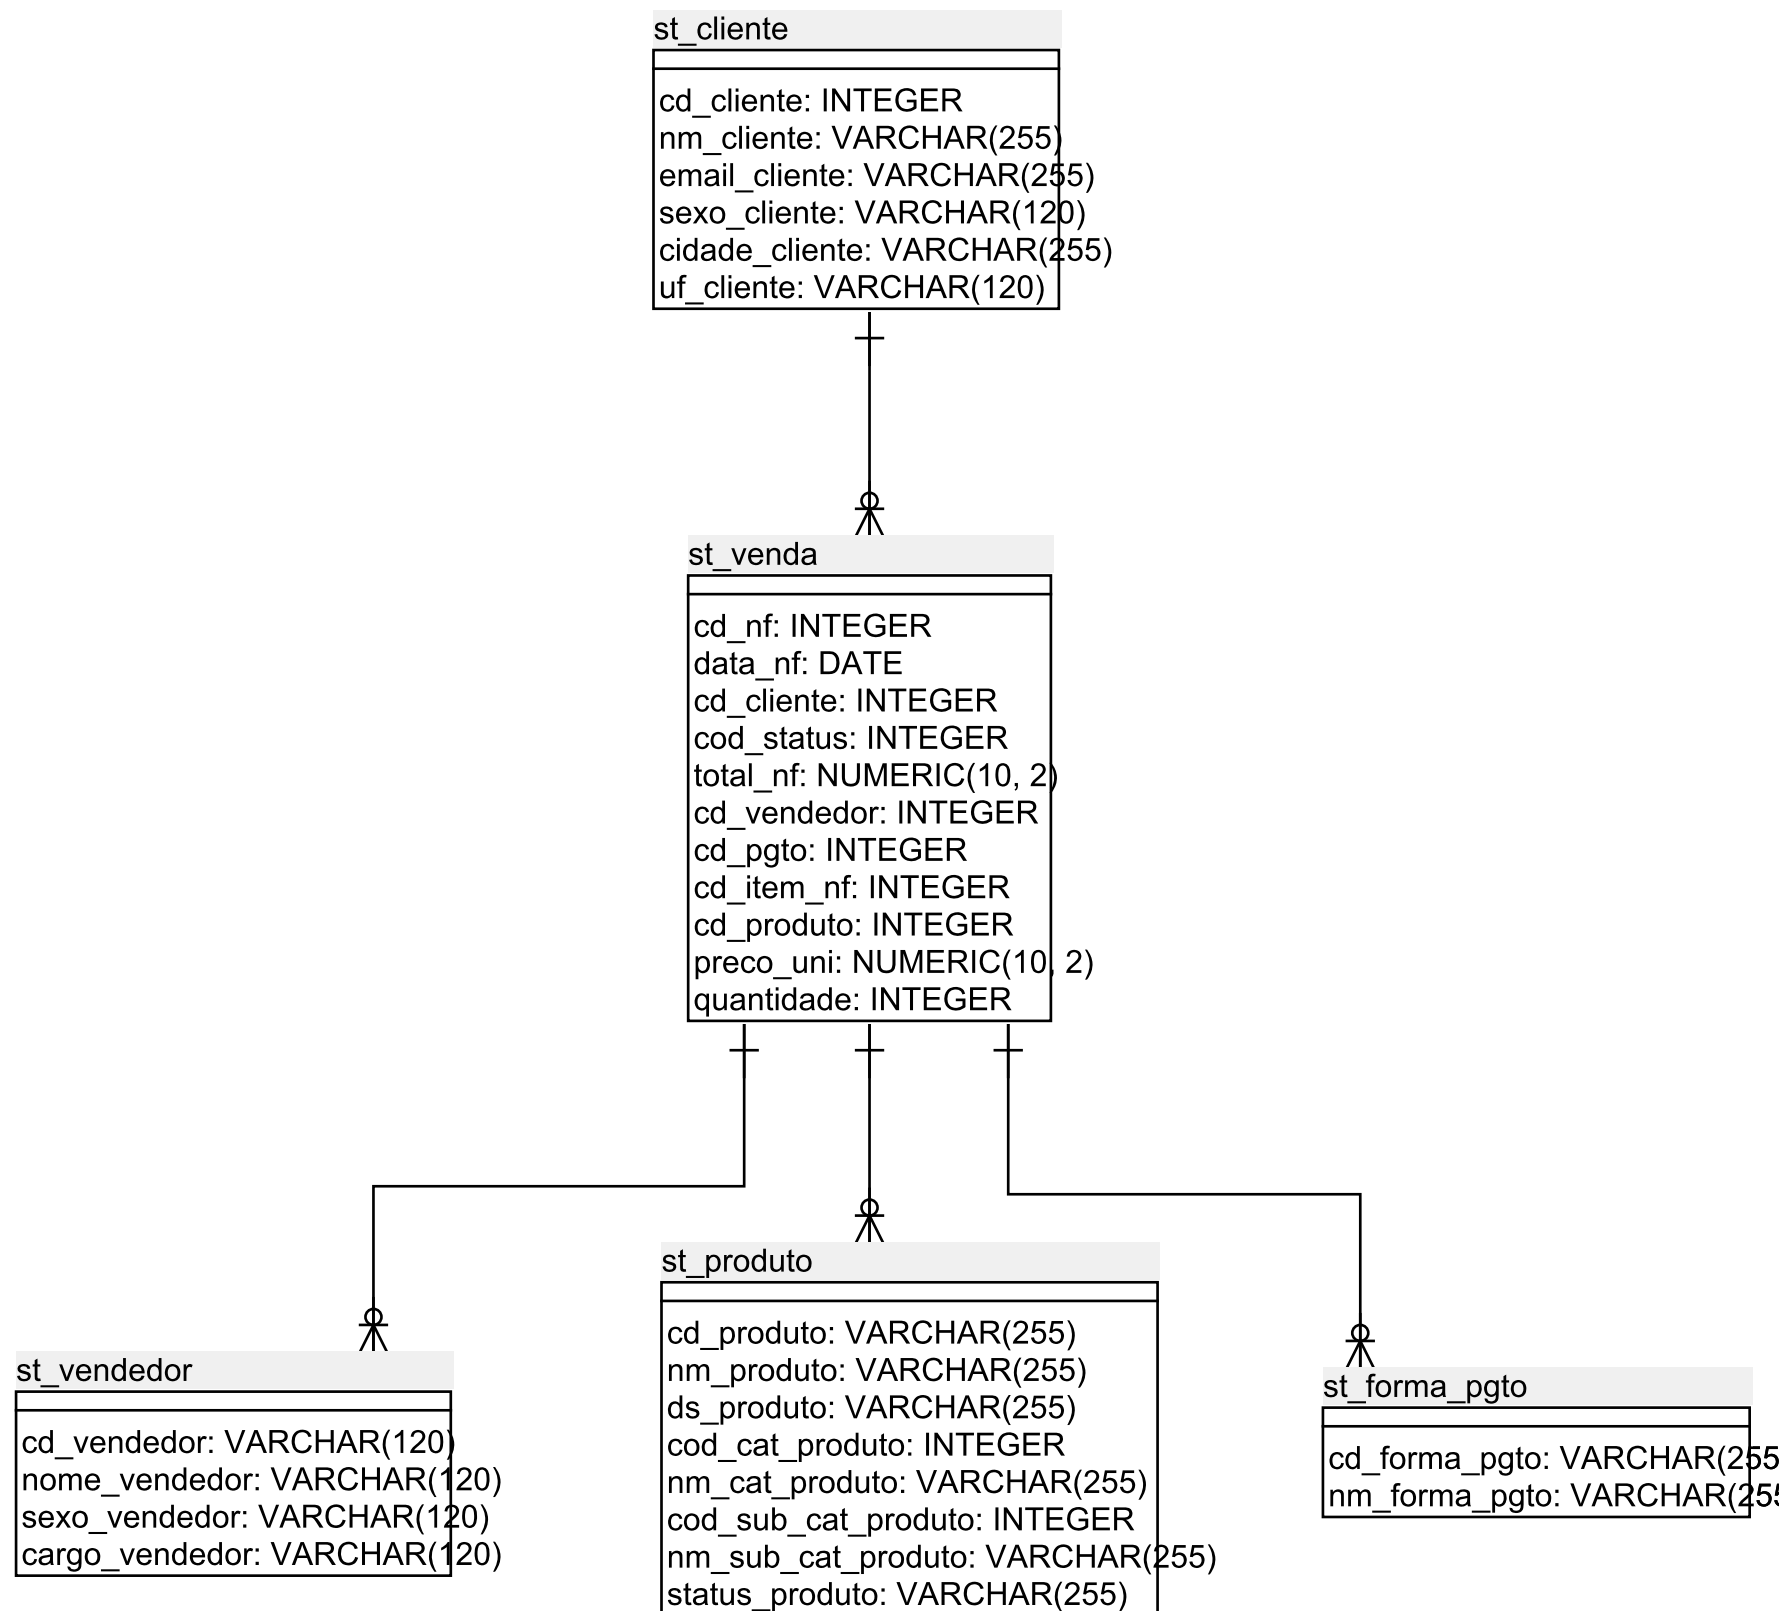 st_cliente
cd_cliente: INTEGER
nm_cliente: VARCHAR(255)
email_cliente: VARCHAR(255)
sexo_cliente: VARCHAR(120)
cidade_cliente: VARCHAR(255)
uf_cliente: VARCHAR(120)
st_venda
cd_nf: INTEGER
data_nf: DATE
cd_cliente: INTEGER
cod_status: INTEGER
total_nf: NUMERIC(10, 2)
cd_vendedor: INTEGER
cd_pgto: INTEGER
cd_item_nf: INTEGER
cd_produto: INTEGER
preco_uni: NUMERIC(10, 2)
quantidade: INTEGER
st_vendedor
cd_vendedor: VARCHAR(120)
nome_vendedor: VARCHAR(120)
sexo_vendedor: VARCHAR(120)
cargo_vendedor: VARCHAR(120)
st_produto
cd_produto: VARCHAR(255)
nm_produto: VARCHAR(255)
ds_produto: VARCHAR(255)
cod_cat_produto: INTEGER
nm_cat_produto: VARCHAR(255)
cod_sub_cat_produto: INTEGER
nm_sub_cat_produto: VARCHAR(255)
status_produto: VARCHAR(255)
st_forma_pgto
cd_forma_pgto: VARCHAR(255
nm_forma_pgto: VARCHAR(255